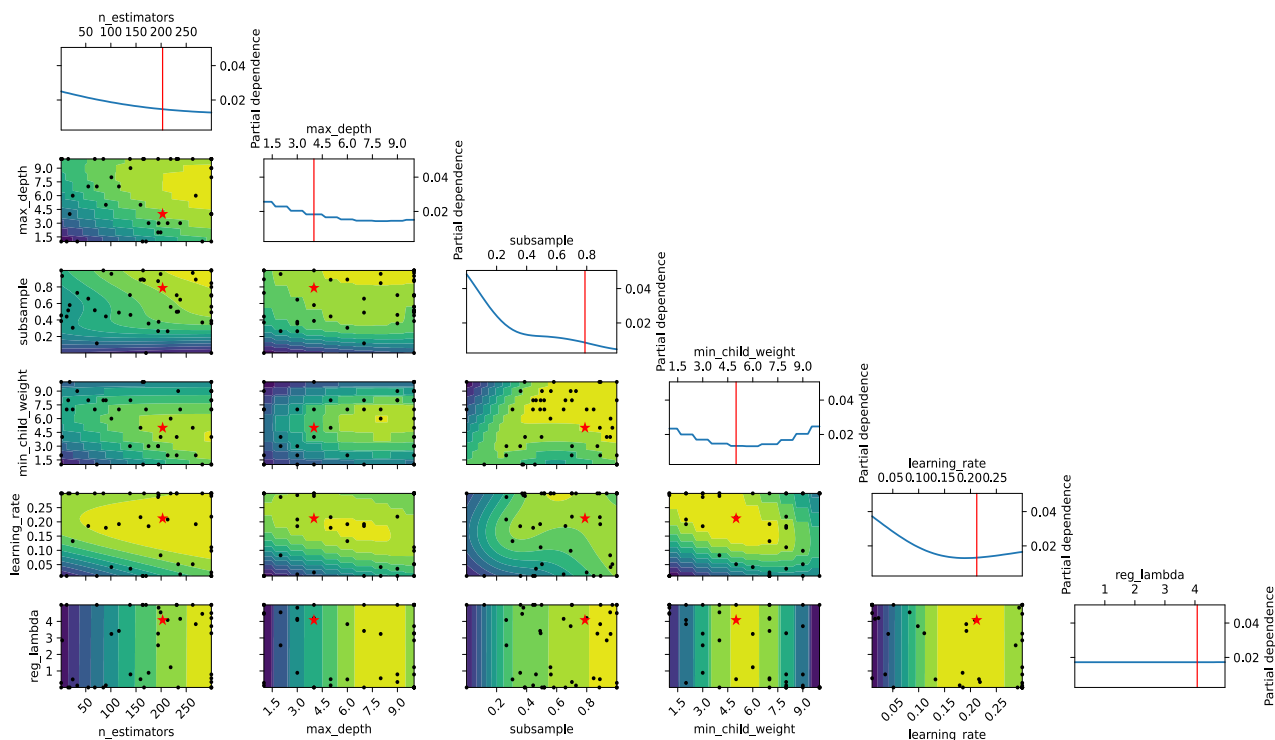 n_estimators
50 100 150 200 250
0.04
0.02
Partial dependence
max_depth
1.5 3.0 4.5 6.0 7.5 9.0
0.04
0.02
Partial dependence
max_depth
9.0
7.5
6.0
4.5
3.0
1.5
subsample
0.2 0.4 0.6 0.8
0.04
0.02
Partial dependence
subsample
0.8
0.6
0.4
0.2
min_child_weight
1.5 3.0 4.5 6.0 7.5 9.0
0.04
0.02
Partial dependence
min_child_weight
9.0
7.5
6.0
4.5
3.0
1.5
learning_rate
0.05 0.10 0.15 0.20 0.25
0.04
0.02
Partial dependence
learning_rate
0.25
0.20
0.15
0.10
0.05
reg_lambda
1 2 3 4
0.04
0.02
Partial dependence
reg_lambda
4
3
2
1
50 100 150 200 250 300
n_estimators
1.5 3.0 4.5 6.0 7.5 9.0
max_depth
0.2 0.4 0.6 0.8
subsample
1.5 3.0 4.5 6.0 7.5 9.0
min_child_weight
0.05 0.10 0.15 0.20 0.25
learning_rate